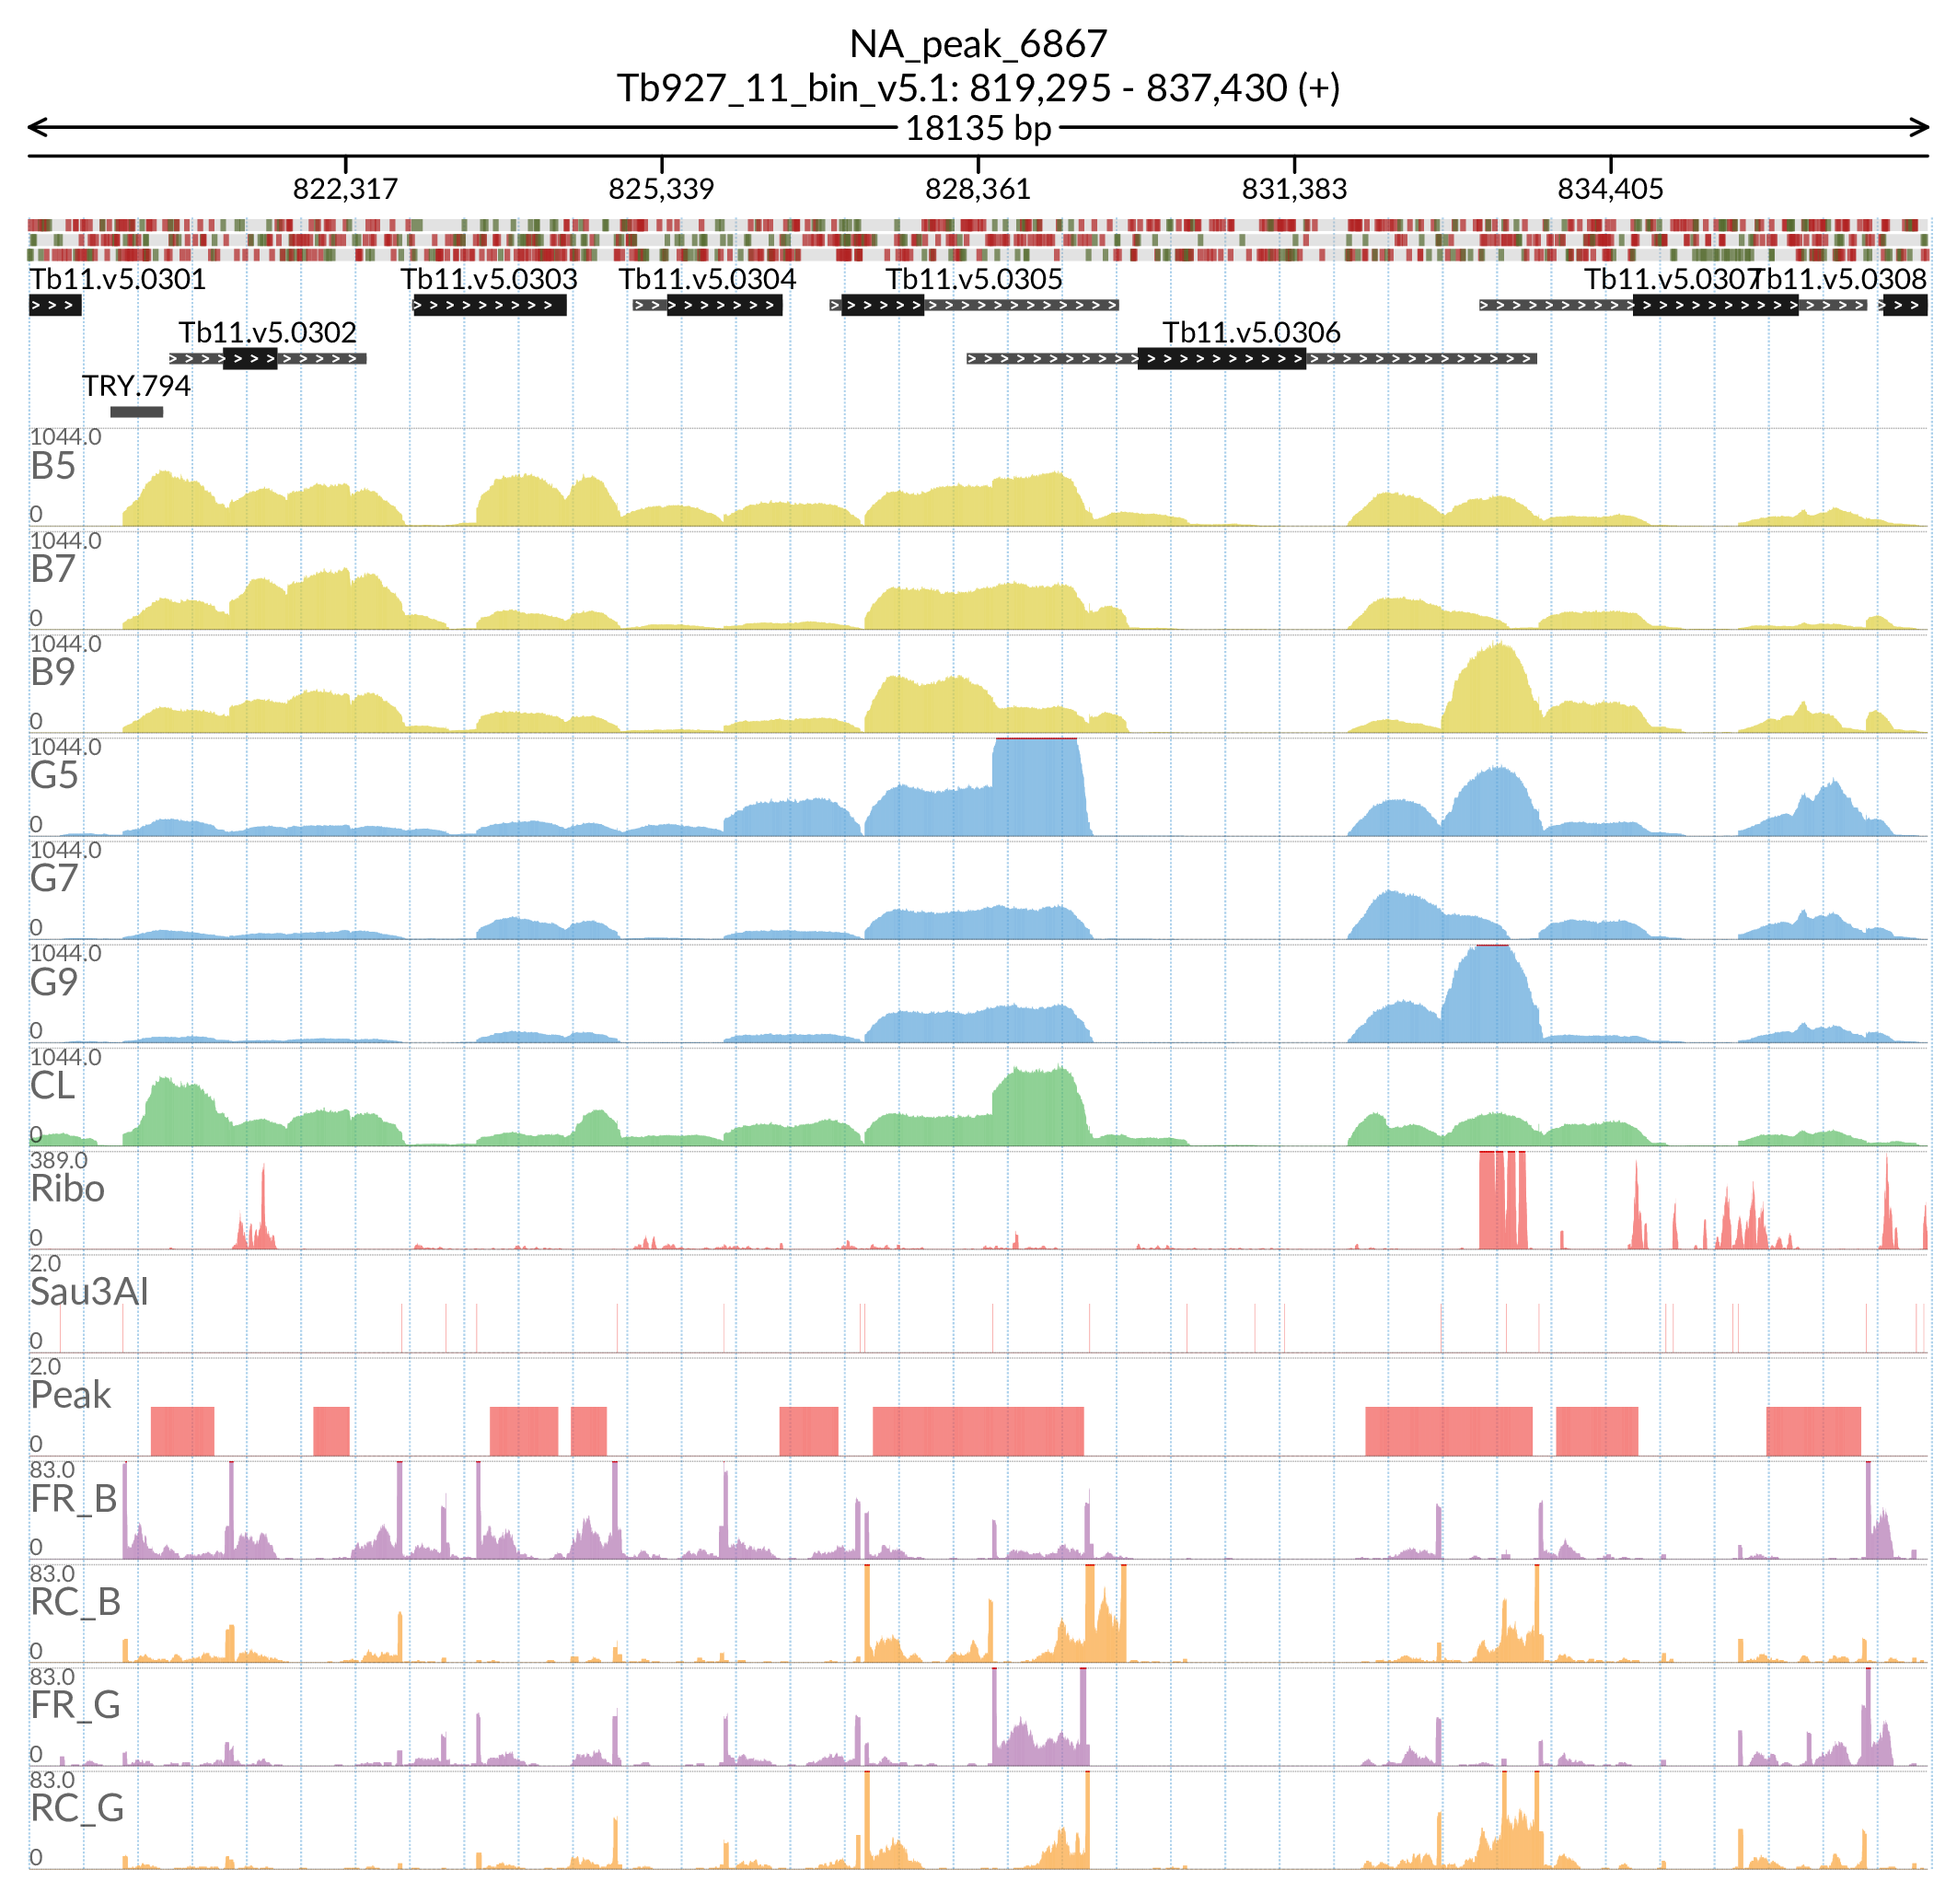 NA_peak_6867
Tb927_11_bin_v5.1: 819,295 - 837,430 (+)
18135 bp
822,317 825,339 828,361 831,383 834,405
Tb11.v5.0301 Tb11.v5.0303 Tb11.v5.0304 Tb11.v5.0305 Tb11.v5.0307 Tb11.v5.0308
Tb11.v5.0302 Tb11.v5.0306
TRY.794
1044.0
B5
0
1044.0
B7
0
1044.0
B9
0
1044.0
G5
0
1044.0
G7
0
1044.0
G9
0
1044.0
CL
0
389.0
Ribo
0
2.0
Sau3AI
0
2.0
Peak
0
83.0
FR_B
0
83.0
RC_B
0
83.0
FR_G
0
83.0
RC_G
0